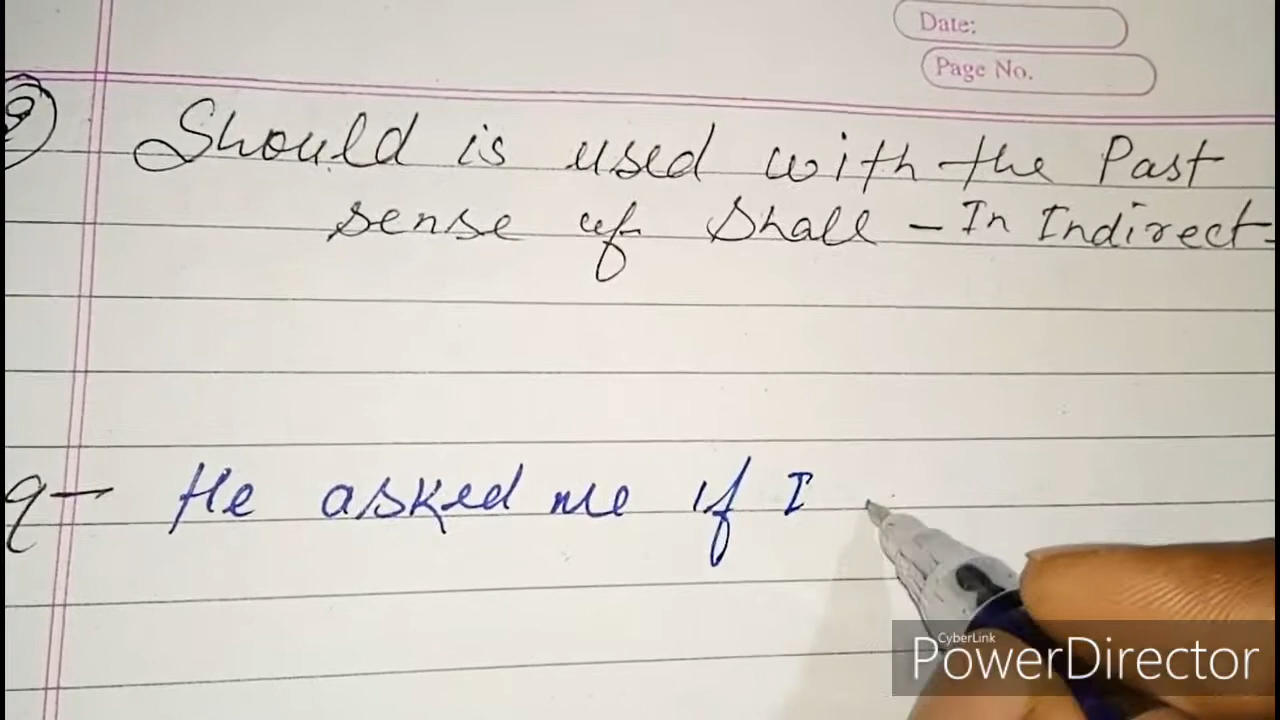 Date:
Page No.
Should is used with the Past
sense of Shall - In Indirect-
g- He asked me if I
CyberLink
PowerDirector